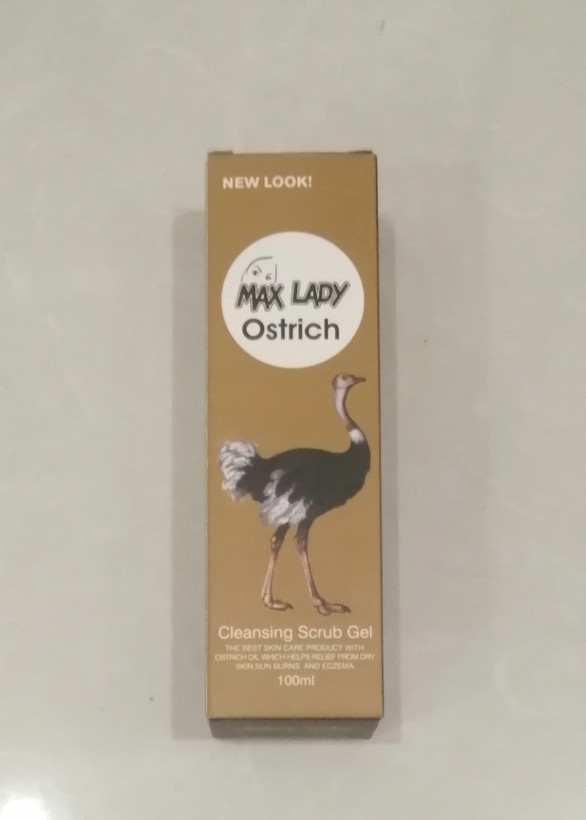 NEW LOOK!
MAX LADY
Ostrich
Cleansing Scrub Gel
THE BEST SKIN CARE PRODUCT WITH
OSTRICH OIL WHICH HELPS RELIEF FROM DRY
SKIN,SUN BURNS AND EGZEMA.
100ml